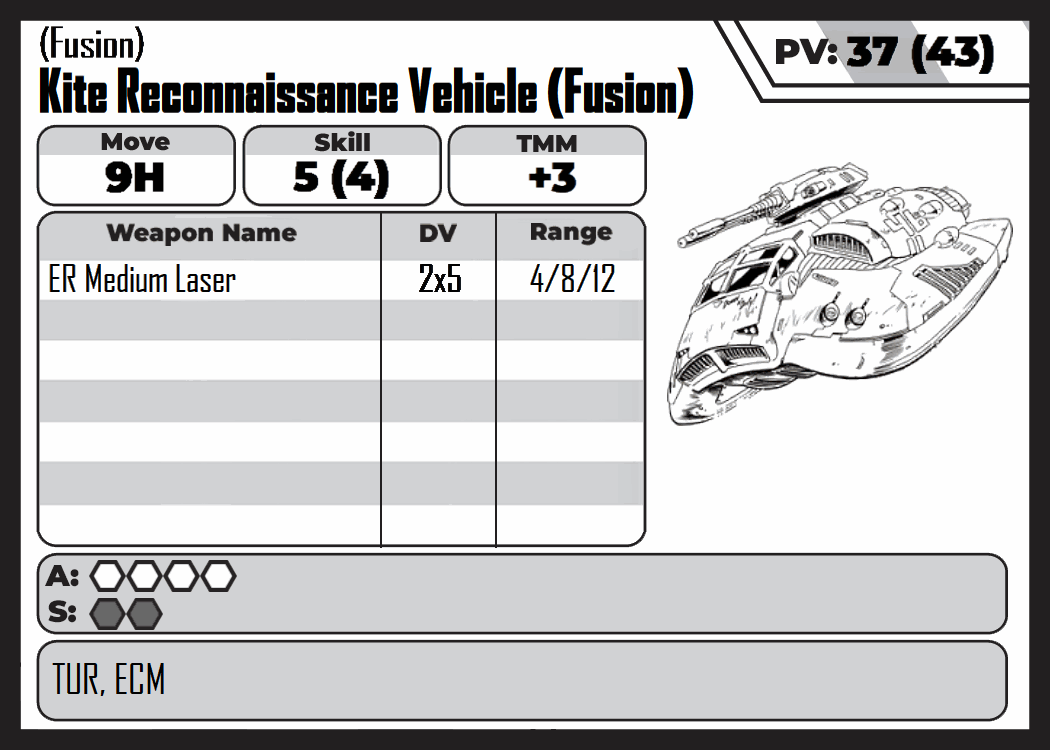 (Fusion)
PV: 37 (43)
Kite Reconnaissance Vehicle (Fusion)
Move Skill TMM
9H 5 (4) +3
Weapon Name DV Range
ER Medium Laser 2x5 4/8/12
A:
S:
TUR, ECM